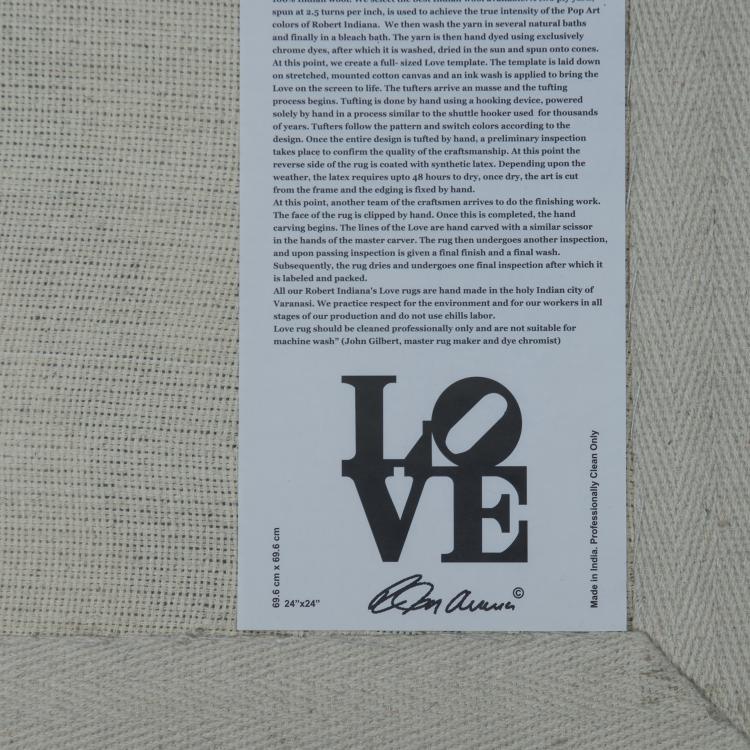 spun at 2.5 turns per inch, is used to achieve the true intensity of the Pop Art
colors of Robert Indiana. We then wash the yarn in several natural baths
and finally in a bleach bath. The yarn is then hand dyed using exclusively
chrome dyes, after which it is washed, dried in the sun and spun onto cones.
At this point, we create a full- sized Love template. The template is laid down
on stretched, mounted cotton canvas and an ink wash is applied to bring the
Love on the screen to life. The tufters arrive an masse and the tufting
process begins. Tufting is done by hand using a hooking device, powered
solely by hand in a process similar to the shuttle hooker used for thousands
of years. Tufters follow the pattern and switch colors according to the
design. Once the entire design is tufted by hand, a preliminary inspection
takes place to confirm the quality of the craftsmanship. At this point the
reverse side of the rug is coated with synthetic latex. Depending upon the
weather, the latex requires upto 48 hours to dry, once dry, the art is cut
from the frame and the edging is fixed by hand.
At this point, another team of the craftsmen arrives to do the finishing work.
The face of the rug is clipped by hand. Once this is completed, the hand
carving begins. The lines of the Love are hand carved with a similar scissor
in the hands of the master carver. The rug then undergoes another inspection,
and upon passing inspection is given a final finish and a final wash.
Subsequently, the rug dries and undergoes one final inspection after which it
is labeled and packed.
All our Robert Indiana's Love rugs are hand made in the holy Indian city of
Varanasi. We practice respect for the environment and for our workers in all
stages of our production and do not use chills labor.
Love rug should be cleaned professionally only and are not suitable for
machine wash" (John Gilbert, master rug maker and dye chromist)
LO
VE
69.6 cm x 69.6 cm
24"x24"
©
Made in India. Professionally Clean Only